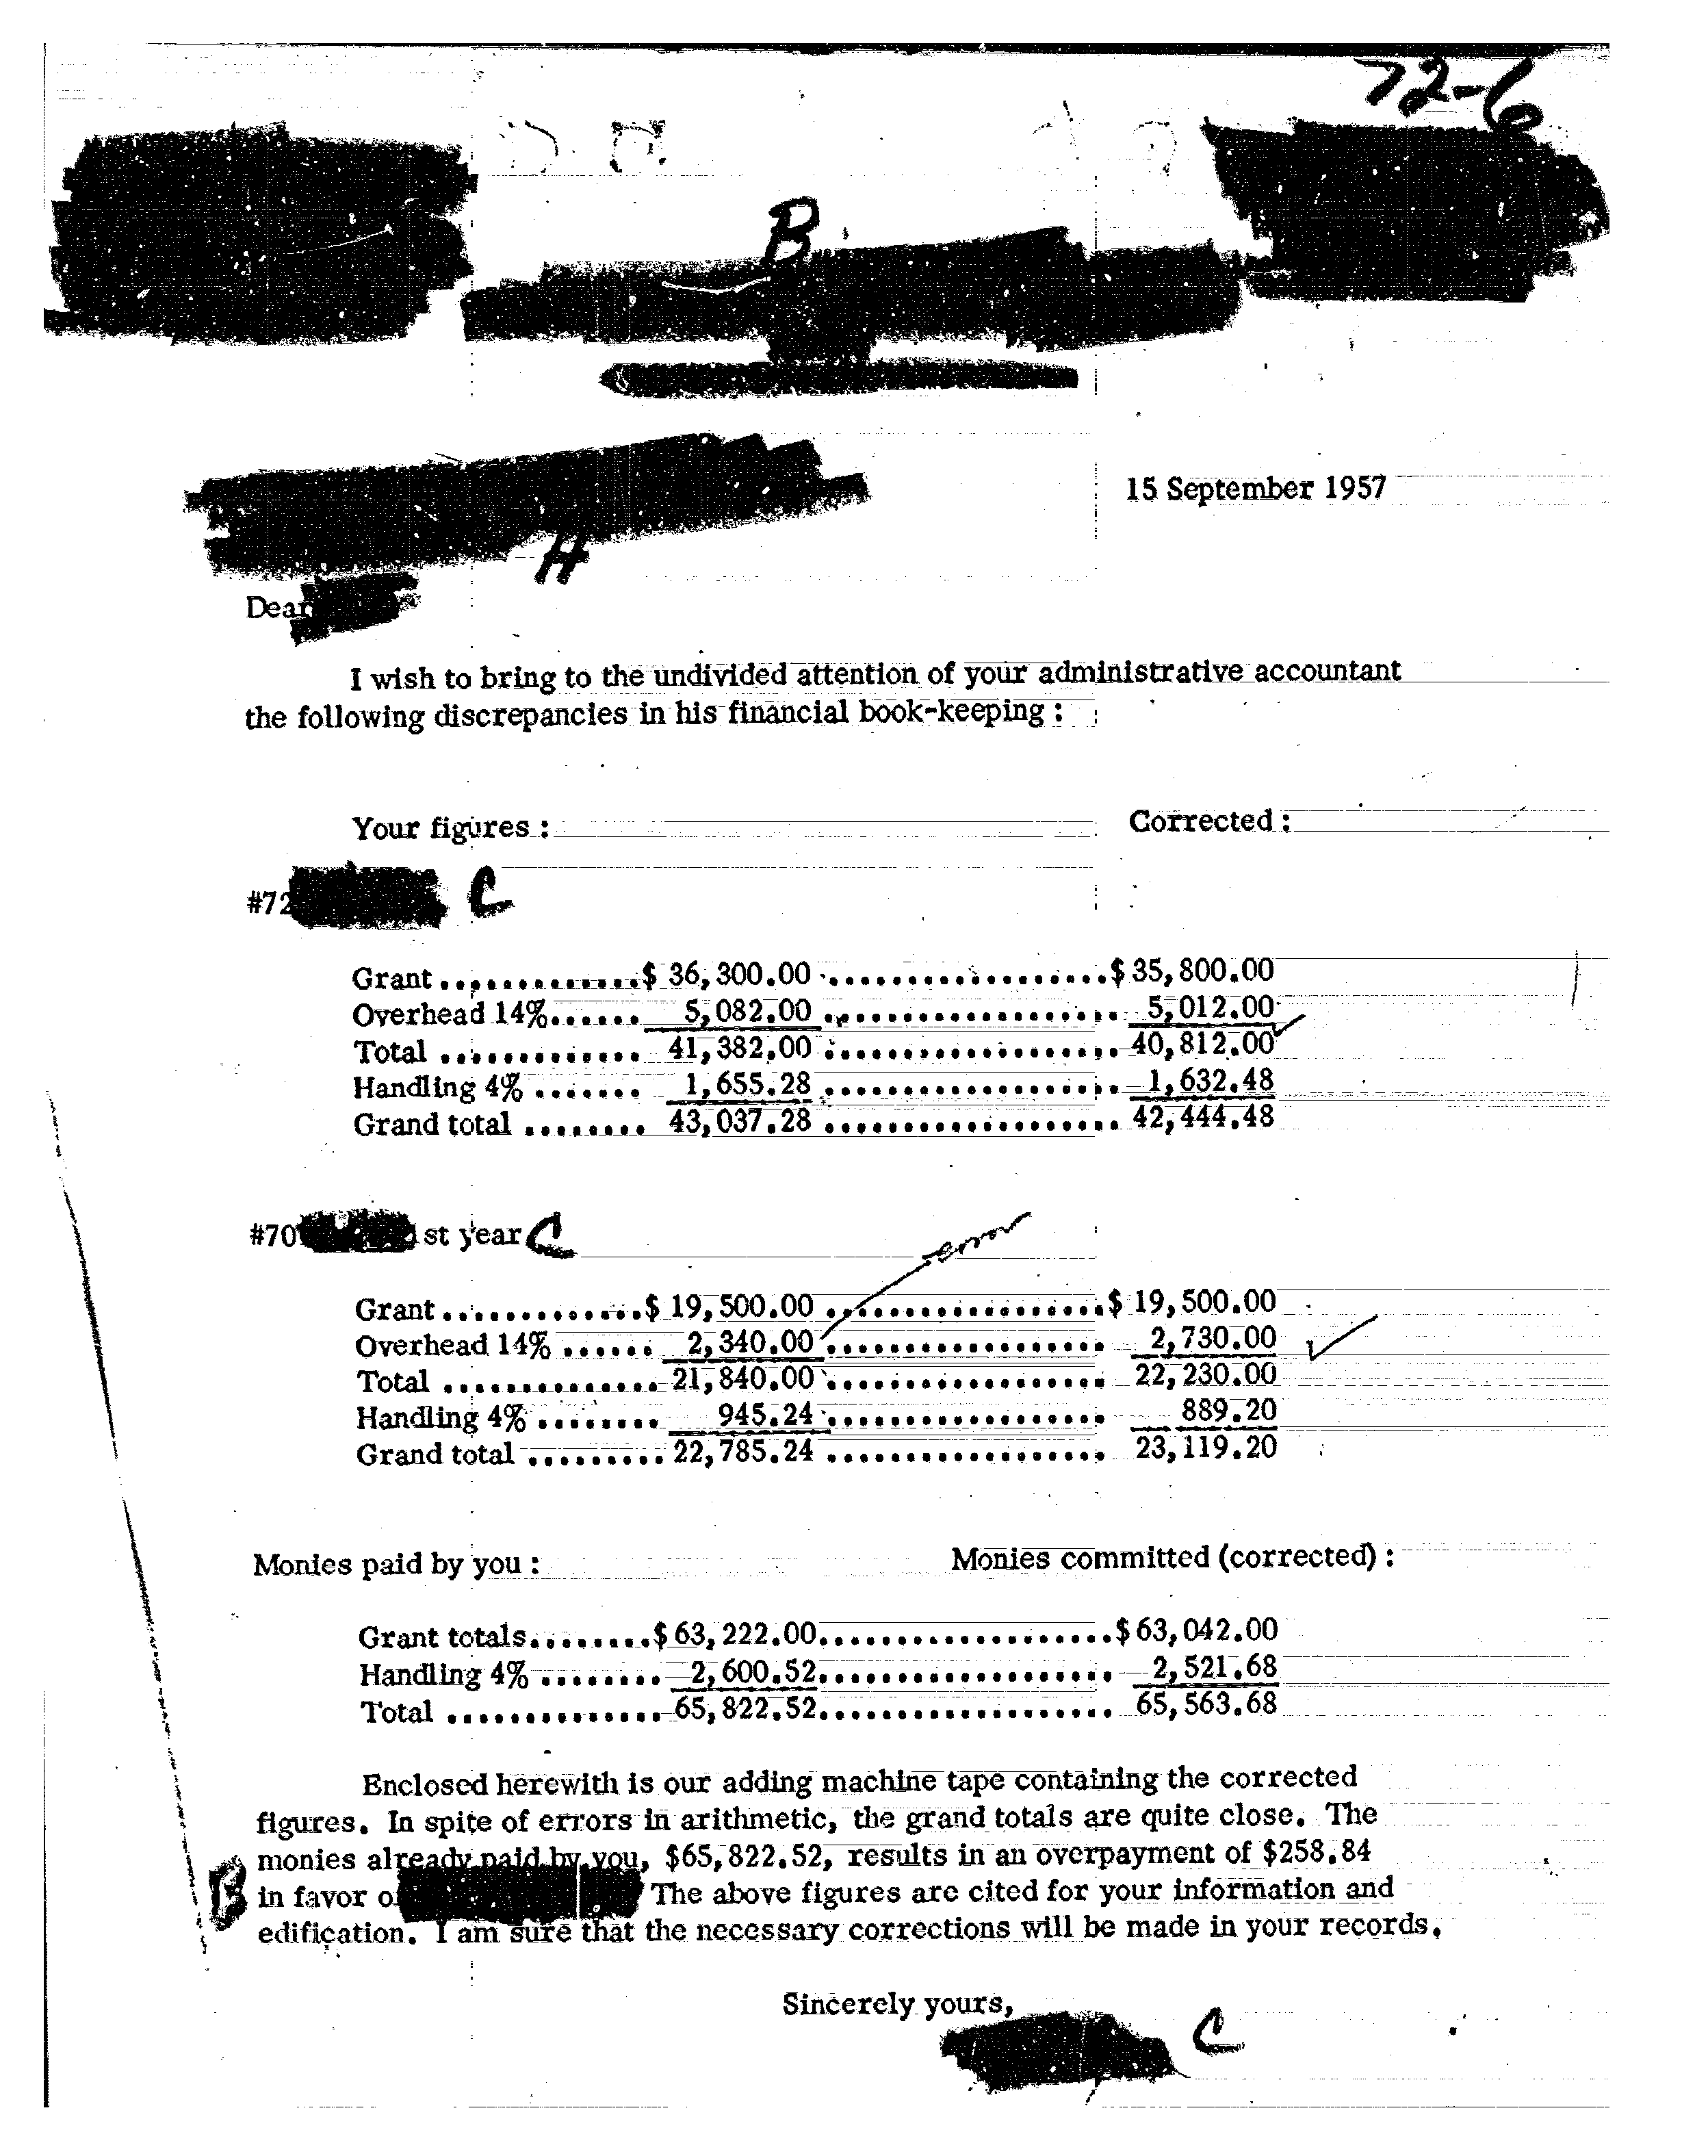 72-6
B
15 September 1957
H
Dear
I wish to bring to the undivided attention of your administrative accountant
the following discrepancies in his financial book-keeping :
Your figures : Corrected :
#72 C
Grant .............$ 36,300.00 ..................$ 35,800.00
Overhead 14%...... 5,082.00 ................... 5,012.00
Total ............. 41,382.00 ................... 40,812.00
Handling 4% ....... 1,655.28 ................... 1,632.48
Grand total ........ 43,037.28 ................... 42,444.48
#70 st year C
error
Grant .............$ 19,500.00 ..................$ 19,500.00
Overhead 14% ...... 2,340.00 .................. 2,730.00
Total .............. 21,840.00 .................. 22,230.00
Handling 4% ........ 945.24 .................. 889.20
Grand total ......... 22,785.24 .................. 23,119.20
Monies paid by you : Monies committed (corrected) :
Grant totals........$ 63,222.00...................$ 63,042.00
Handling 4% ........ 2,600.52................... 2,521.68
Total .............. 65,822.52................... 65,563.68
Enclosed herewith is our adding machine tape containing the corrected
figures. In spite of errors in arithmetic, the grand totals are quite close. The
monies already paid by you, $65,822.52, results in an overpayment of $258.84
B in favor of The above figures are cited for your information and
edification. I am sure that the necessary corrections will be made in your records.
Sincerely yours,
C